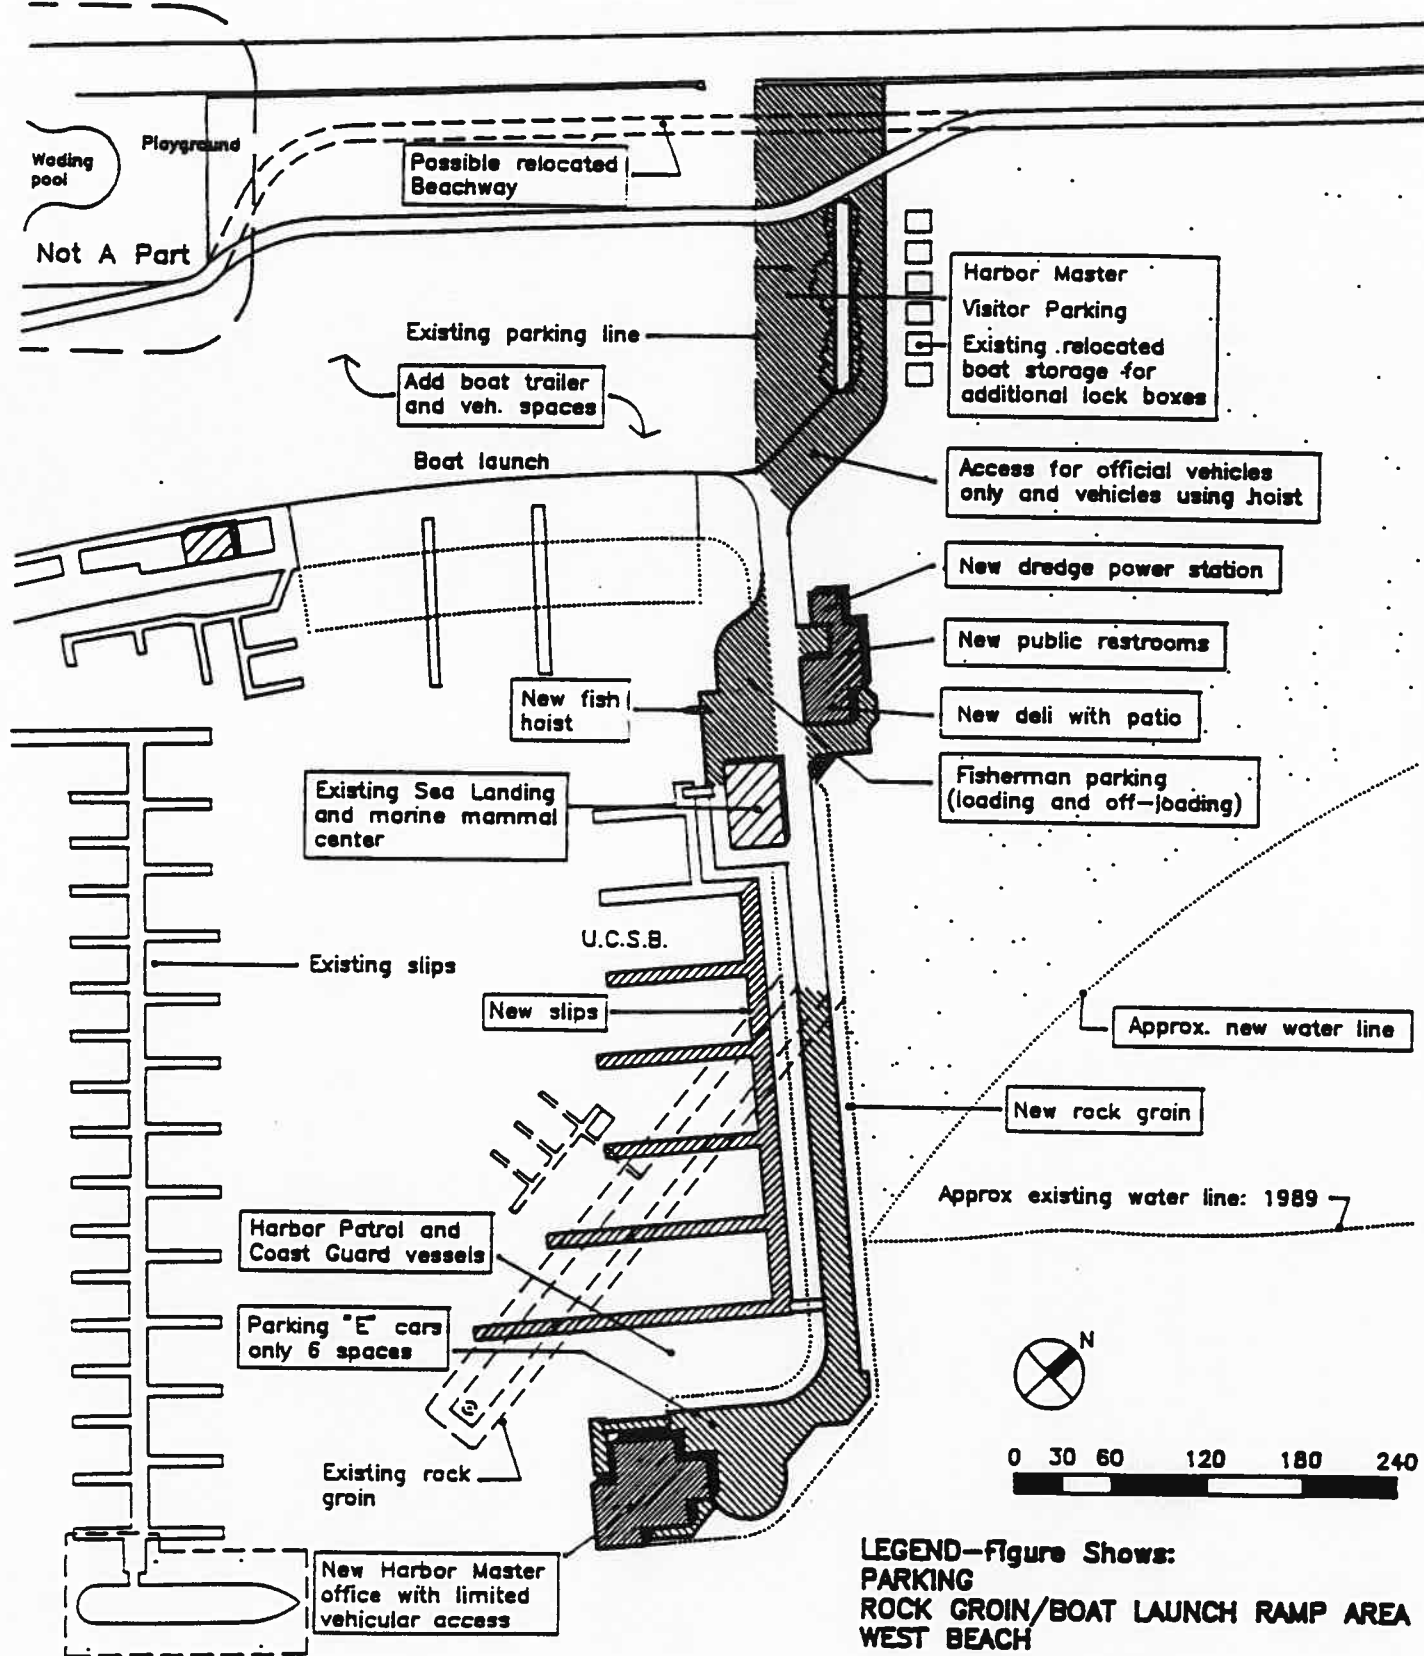 Playground
Wading
pool
Possible relocated
Beachway
Not A Part
Harbor Master
Visitor Parking
Existing relocated
boat storage for
additional lock boxes
Existing parking line
Add boat trailer
and veh. spaces
Boat launch
Access for official vehicles
only and vehicles using hoist
New dredge power station
New public restrooms
New fish
hoist
New deli with patio
Existing Sea Landing
and marine mammal
center
Fisherman parking
(loading and off-loading)
U.C.S.B.
Existing slips
New slips
Approx. new water line
New rock groin
Approx existing water line: 1989
Harbor Patrol and
Coast Guard vessels
Parking "E" cars
only 6 spaces
N
Existing rock
groin
0 30 60 120 180 240
New Harbor Master
office with limited
vehicular access
LEGEND-Figure Shows:
PARKING
ROCK GROIN/BOAT LAUNCH RAMP AREA
WEST BEACH